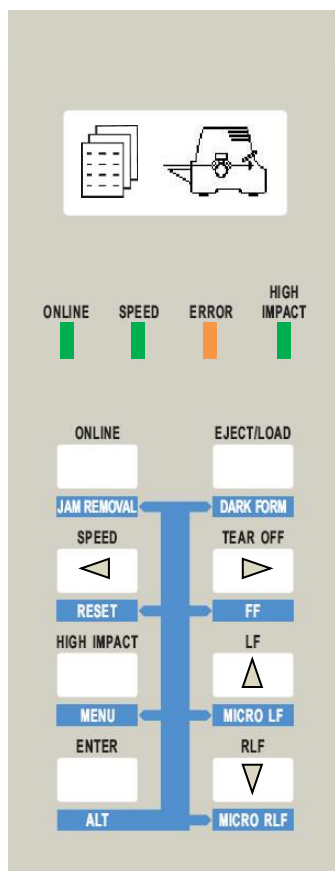 HIGH
ONLINE SPEED ERROR IMPACT
ONLINE EJECT/LOAD
JAM REMOVAL DARK FORM
SPEED TEAR OFF
RESET FF
HIGH IMPACT LF
MENU MICRO LF
ENTER RLF
ALT MICRO RLF